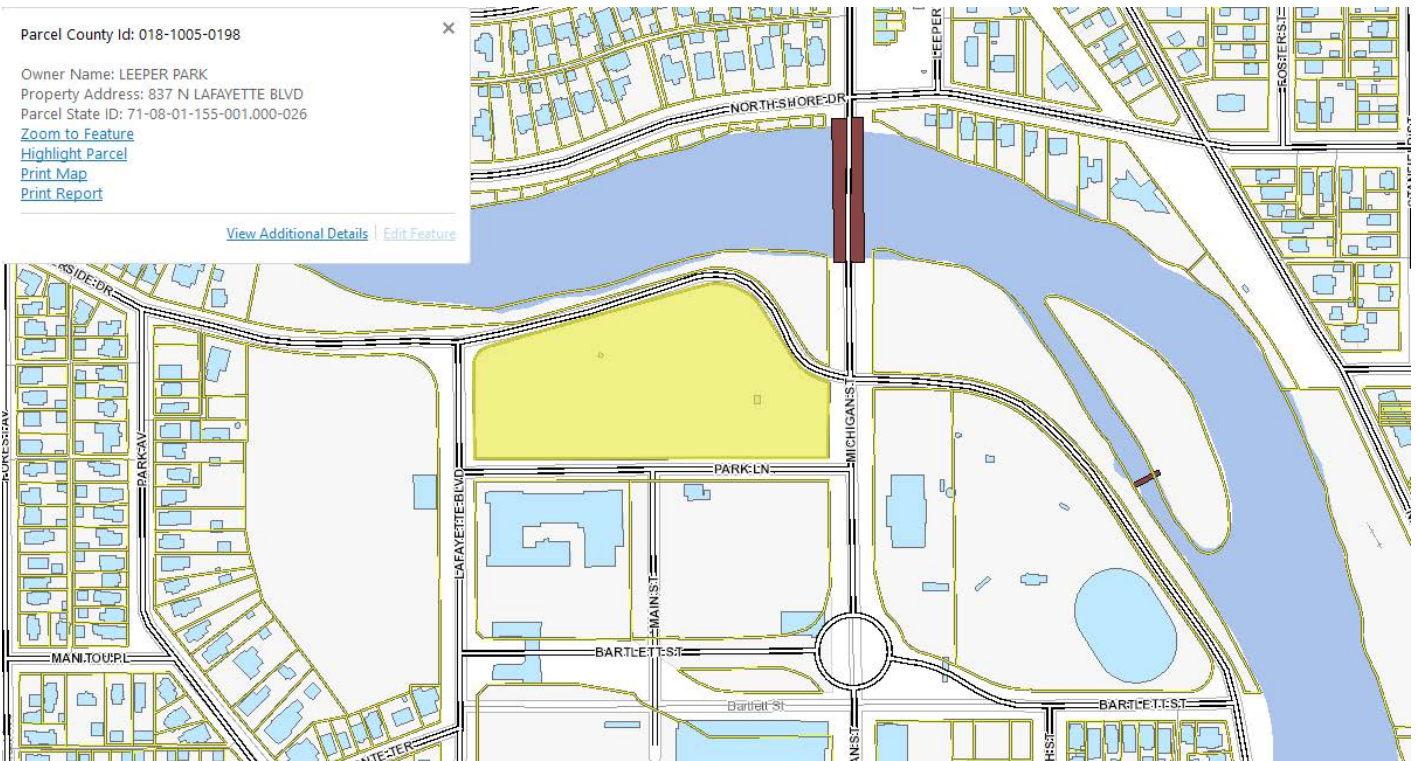 Parcel County Id: 018-1005-0198
×
Owner Name: LEEPER PARK
Property Address: 837 N LAFAYETTE BLVD
Parcel State ID: 71-08-01-155-001.000-026
Zoom to Feature
Highlight Parcel
Print Map
Print Report
View Additional Details | Edit Feature
LEEPER
FOSTER ST
NORTH SHORE DR
PARK AV
LAFAYETTE BLVD
MICHIGAN ST
PARK LN
MAIN ST
MANITOU PL
BARTLETT ST
Bartlett St
BARTLETT ST